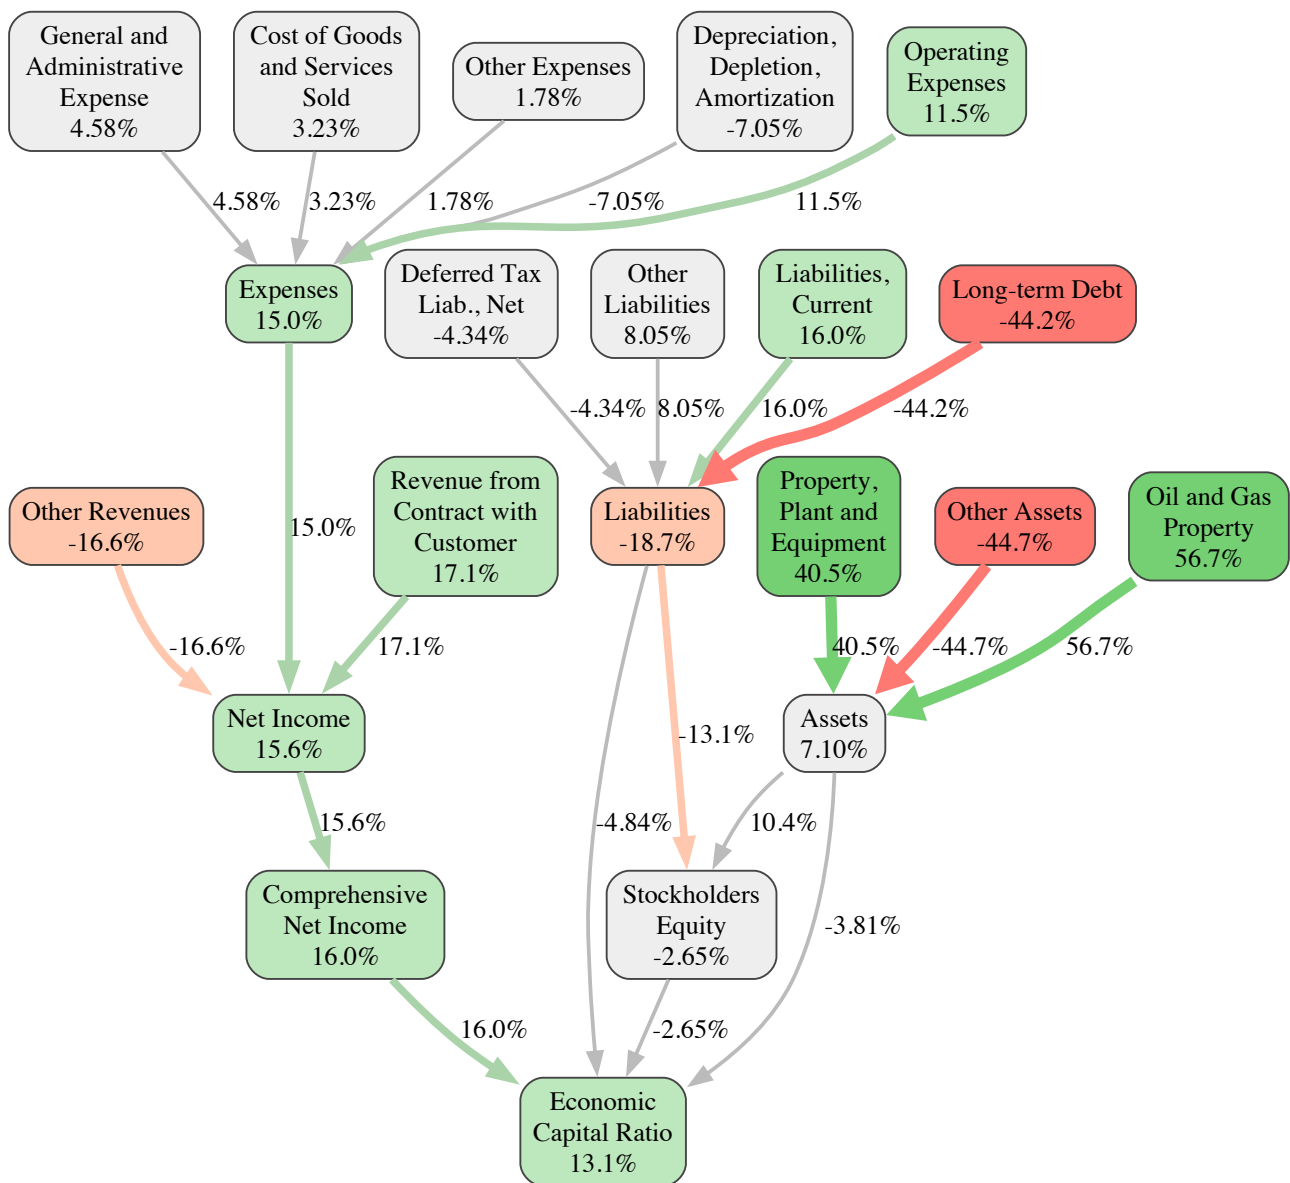 General and
Administrative
Expense
4.58%
Cost of Goods
and Services
Sold
3.23%
Other Expenses
1.78%
Depreciation,
Depletion,
Amortization
-7.05%
Operating
Expenses
11.5%
4.58%
3.23%
1.78%
-7.05%
11.5%
Expenses
15.0%
Deferred Tax
Liab., Net
-4.34%
Other
Liabilities
8.05%
Liabilities,
Current
16.0%
Long-term Debt
-44.2%
-4.34%
8.05%
16.0%
-44.2%
Other Revenues
-16.6%
15.0%
Revenue from
Contract with
Customer
17.1%
Liabilities
-18.7%
Property,
Plant and
Equipment
40.5%
Other Assets
-44.7%
Oil and Gas
Property
56.7%
-16.6%
17.1%
40.5%
-44.7%
56.7%
Net Income
15.6%
-13.1%
Assets
7.10%
15.6%
-4.84%
10.4%
Comprehensive
Net Income
16.0%
Stockholders
Equity
-2.65%
-3.81%
16.0%
-2.65%
Economic
Capital Ratio
13.1%